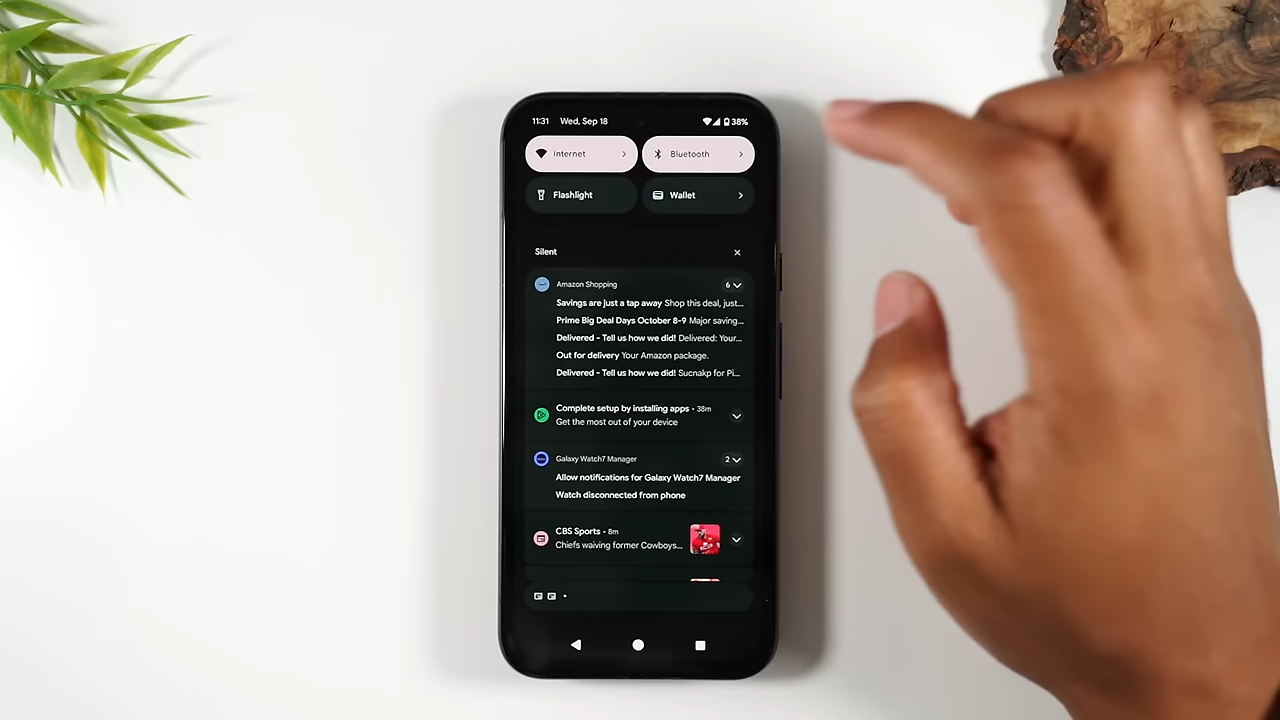 11:31 Wed, Sep 18 38%
Internet Bluetooth
Flashlight Wallet
Silent
Amazon Shopping 6
Savings are just a tap away Shop this deal, just...
Prime Big Deal Days October 8-9 Major saving...
Delivered - Tell us how we did! Delivered: Your...
Out for delivery Your Amazon package.
Delivered - Tell us how we did! Sucnakp for Pi...
Complete setup by installing apps • 38m
Get the most out of your device
Galaxy Watch7 Manager 2
Allow notifications for Galaxy Watch7 Manager
Watch disconnected from phone
CBS Sports • 8m
Chiefs waiving former Cowboys...